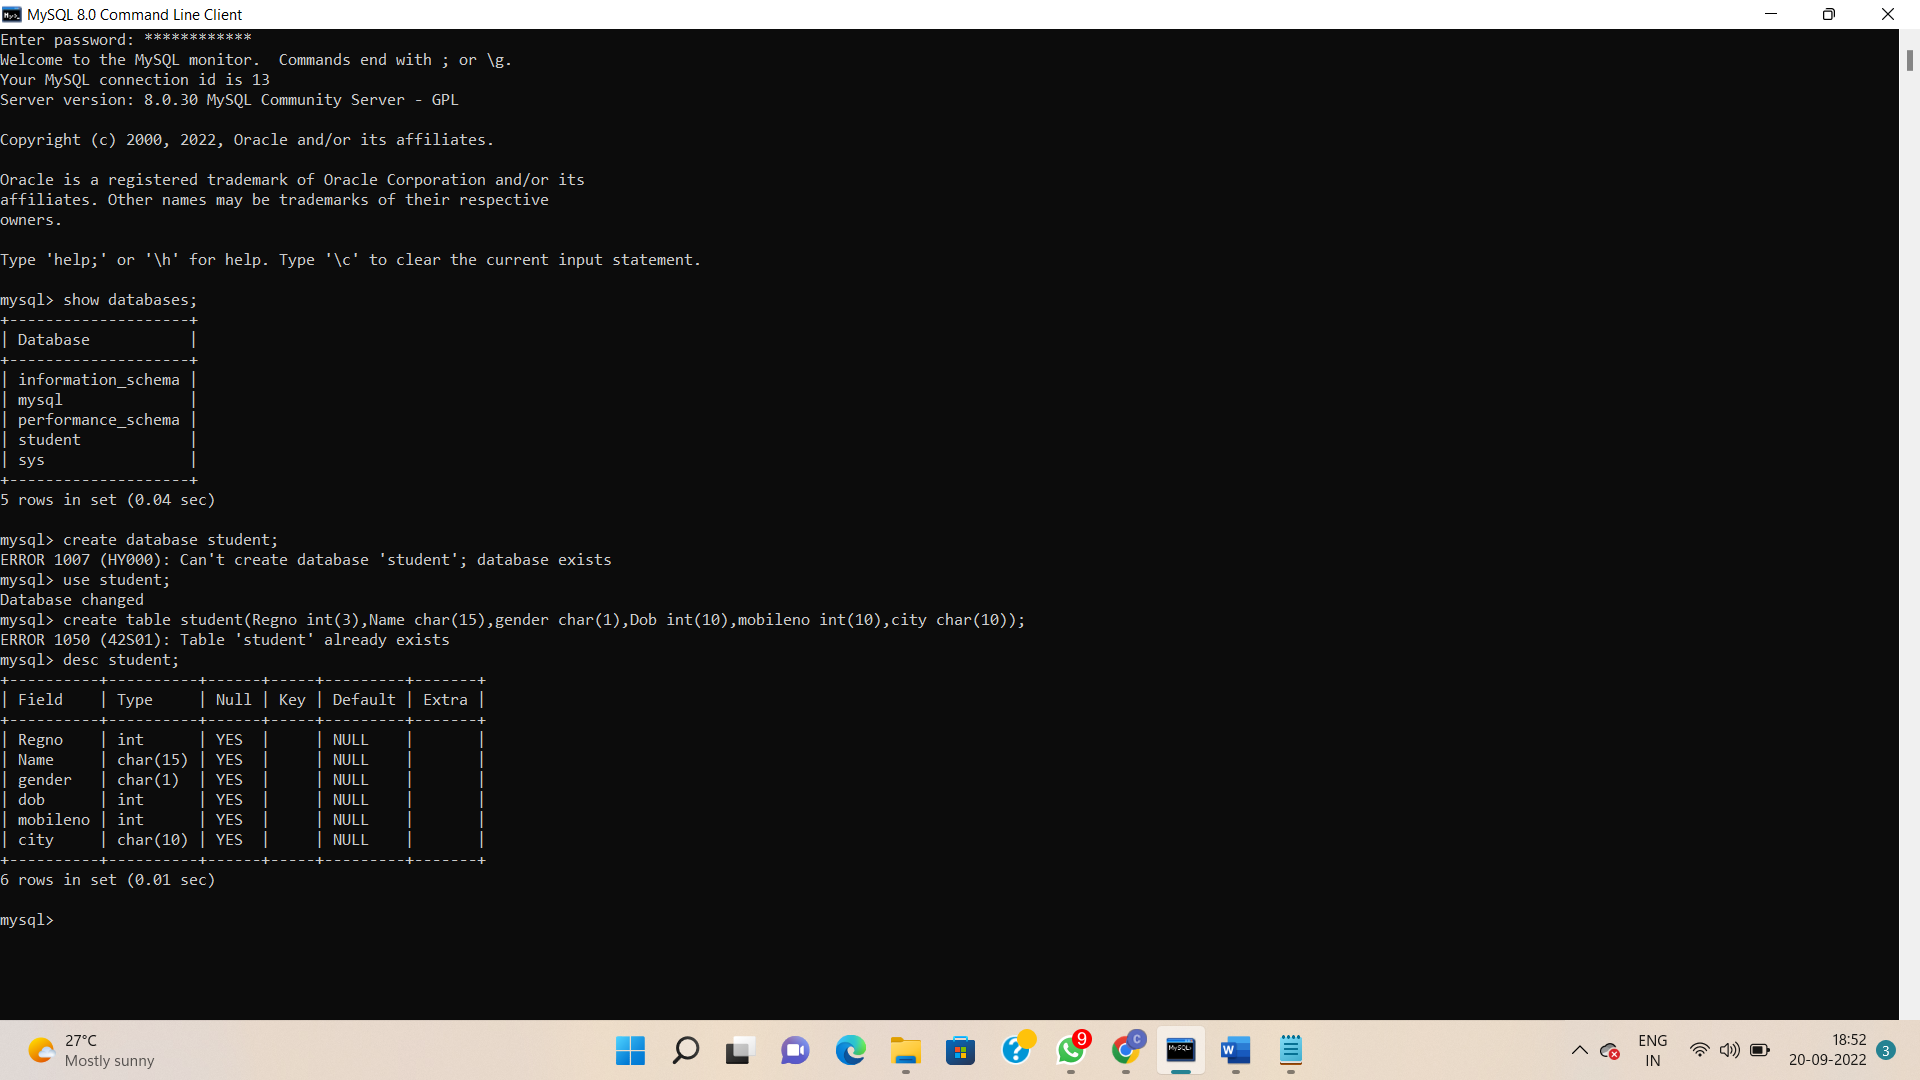 MySQL 8.0 Command Line Client
Enter password: ************
Welcome to the MySQL monitor.  Commands end with ; or \g.
Your MySQL connection id is 13
Server version: 8.0.30 MySQL Community Server - GPL

Copyright (c) 2000, 2022, Oracle and/or its affiliates.

Oracle is a registered trademark of Oracle Corporation and/or its
affiliates. Other names may be trademarks of their respective
owners.

Type 'help;' or '\h' for help. Type '\c' to clear the current input statement.

mysql> show databases;
+--------------------+
| Database           |
+--------------------+
| information_schema |
| mysql              |
| performance_schema |
| student            |
| sys                |
+--------------------+
5 rows in set (0.04 sec)

mysql> create database student;
ERROR 1007 (HY000): Can't create database 'student'; database exists
mysql> use student;
Database changed
mysql> create table student(Regno int(3),Name char(15),gender char(1),Dob int(10),mobileno int(10),city char(10));
ERROR 1050 (42S01): Table 'student' already exists
mysql> desc student;
+----------+----------+------+-----+---------+-------+
| Field    | Type     | Null | Key | Default | Extra |
+----------+----------+------+-----+---------+-------+
| Regno    | int      | YES  |     | NULL    |       |
| Name     | char(15) | YES  |     | NULL    |       |
| gender   | char(1)  | YES  |     | NULL    |       |
| dob      | int      | YES  |     | NULL    |       |
| mobileno | int      | YES  |     | NULL    |       |
| city     | char(10) | YES  |     | NULL    |       |
+----------+----------+------+-----+---------+-------+
6 rows in set (0.01 sec)

mysql>
27°C
Mostly sunny
9
C
MySQL
W
ENG
IN
18:52
20-09-2022
3